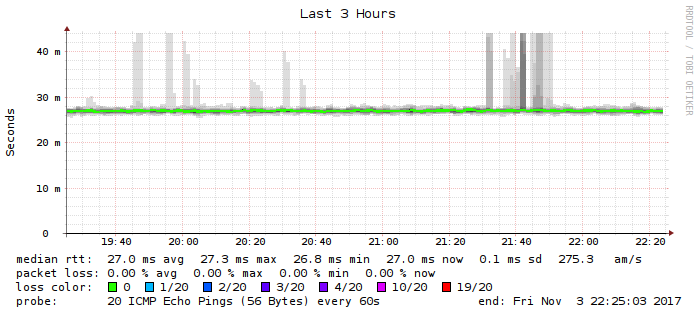 Last 3 Hours
RRDTOOL / TOBI OETIKER
Seconds
40 m
30 m
20 m
10 m
0
19:40 20:00 20:20 20:40 21:00 21:20 21:40 22:00 22:20
median rtt: 27.0 ms avg 27.3 ms max 26.8 ms min 27.0 ms now 0.1 ms sd 275.3 am/s
packet loss: 0.00 % avg 0.00 % max 0.00 % min 0.00 % now
loss color: 0 1/20 2/20 3/20 4/20 10/20 19/20
probe: 20 ICMP Echo Pings (56 Bytes) every 60s end: Fri Nov 3 22:25:03 2017